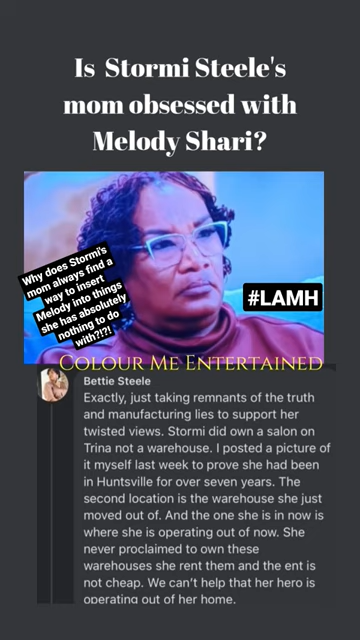 Is Stormi Steele's
mom obsessed with
Melody Shari?
Why does Stormi's
mom always find a
way to insert
Melody into things
she has absolutely
nothing to do
with?!?!
#LAMH
COLOUR ME ENTERTAINED
Bettie Steele
Exactly, just taking remnants of the truth
and manufacturing lies to support her
twisted views. Stormi did own a salon on
Trina not a warehouse. I posted a picture of
it myself last week to prove she had been
in Huntsville for over seven years. The
second location is the warehouse she just
moved out of. And the one she is in now is
where she is operating out of now. She
never proclaimed to own these
warehouses she rent them and the ent is
not cheap. We can't help that her hero is
operating out of her home.